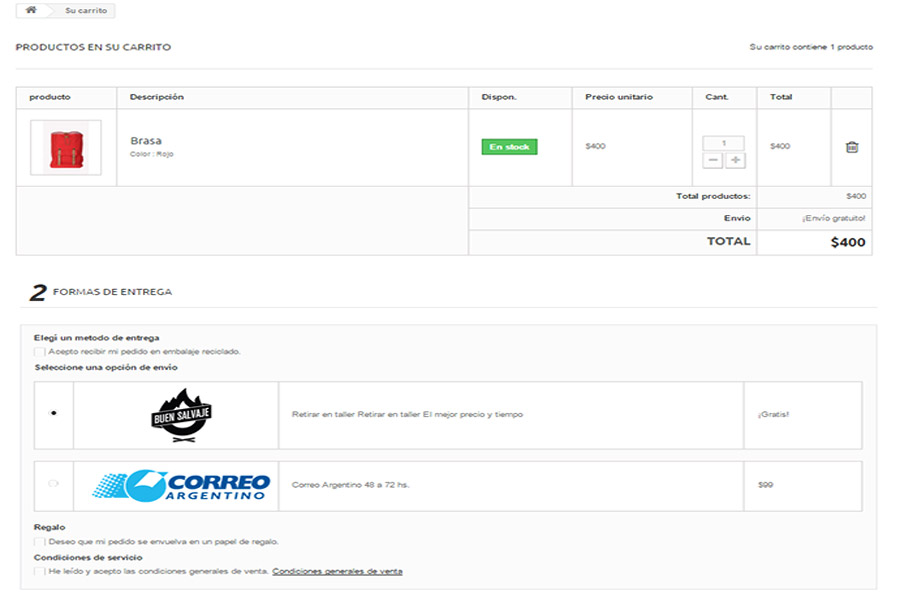 Su carrito
PRODUCTOS EN SU CARRITO
Su carrito contiene 1 producto
producto Descripción Dispon. Precio unitario Cant. Total
Brasa
Color : Rojo
En stock
$400
1
$400
Total productos: $400
Envio ¡Envío gratuito!
TOTAL $400
2 FORMAS DE ENTREGA
Elegi un metodo de entrega
Acepto recibir mi pedido en embalaje reciclado.
Seleccione una opción de envío
BUEN SALVAJE
Retirar en taller Retirar en taller El mejor precio y tiempo
¡Gratis!
CORREO
ARGENTINO
Correo Argentino 48 a 72 hs.
$99
Regalo
Deseo que mi pedido se envuelva en un papel de regalo.
Condiciones de servicio
He leído y acepto las condiciones generales de venta. Condiciones generales de venta